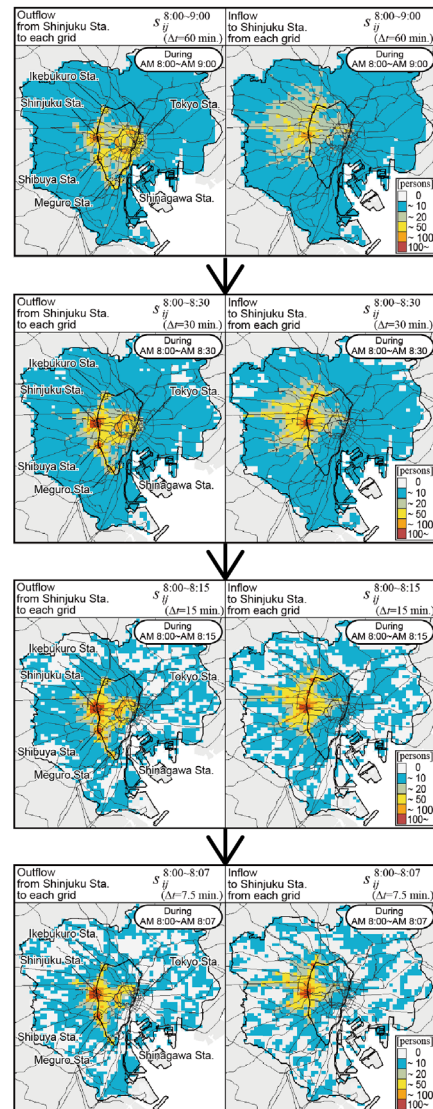 Outflow
from Shinjuku Sta.
to each grid
S ij 8:00~9:00
(Δt=60 min.)
During
AM 8:00~AM 9:00
Ikebukuro Sta.
Shinjuku Sta.
Tokyo Sta.
Shibuya Sta.
Meguro Sta.
Shinagawa Sta.
Inflow
to Shinjuku Sta.
from each grid
S ij 8:00~9:00
(Δt=60 min.)
During
AM 8:00~AM 9:00
[persons]
0
~ 10
~ 20
~ 50
~ 100
100~
Outflow
from Shinjuku Sta.
to each grid
S ij 8:00~8:30
(Δt=30 min.)
During
AM 8:00~AM 8:30
Ikebukuro Sta.
Shinjuku Sta.
Tokyo Sta.
Shibuya Sta.
Meguro Sta.
Shinagawa Sta.
Inflow
to Shinjuku Sta.
from each grid
S ij 8:00~8:30
(Δt=30 min.)
During
AM 8:00~AM 8:30
[persons]
0
~ 10
~ 20
~ 50
~ 100
100~
Outflow
from Shinjuku Sta.
to each grid
S ij 8:00~8:15
(Δt=15 min.)
During
AM 8:00~AM 8:15
Ikebukuro Sta.
Shinjuku Sta.
Tokyo Sta.
Shibuya Sta.
Meguro Sta.
Shinagawa Sta.
Inflow
to Shinjuku Sta.
from each grid
S ij 8:00~8:15
(Δt=15 min.)
During
AM 8:00~AM 8:15
[persons]
0
~ 10
~ 20
~ 50
~ 100
100~
Outflow
from Shinjuku Sta.
to each grid
S ij 8:00~8:07
(Δt=7.5 min.)
During
AM 8:00~AM 8:07
Ikebukuro Sta.
Shinjuku Sta.
Tokyo Sta.
Shibuya Sta.
Meguro Sta.
Shinagawa Sta.
Inflow
to Shinjuku Sta.
from each grid
S ij 8:00~8:07
(Δt=7.5 min.)
During
AM 8:00~AM 8:07
[persons]
0
~ 10
~ 20
~ 50
~ 100
100~